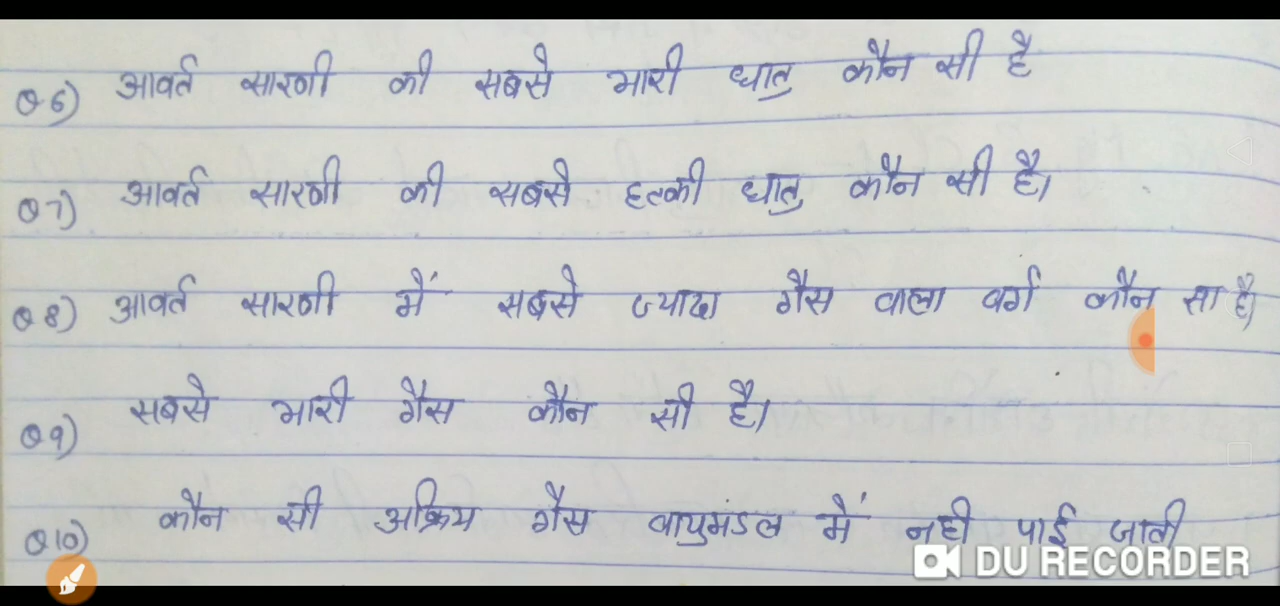 Q6) आवर्त सारणी की सबसे भारी धातु कौन सी है
Q7) आवर्त सारणी की सबसे हल्की धातु कौन सी है।
Q8) आवर्त सारणी में सबसे ज्यादा गैस वाला वर्ग कौन सा है।
Q9) सबसे भारी गैस कौन सी है।
Q10) कौन सी अक्रिय गैस वायुमंडल में नही पाई जाती
DU RECORDER